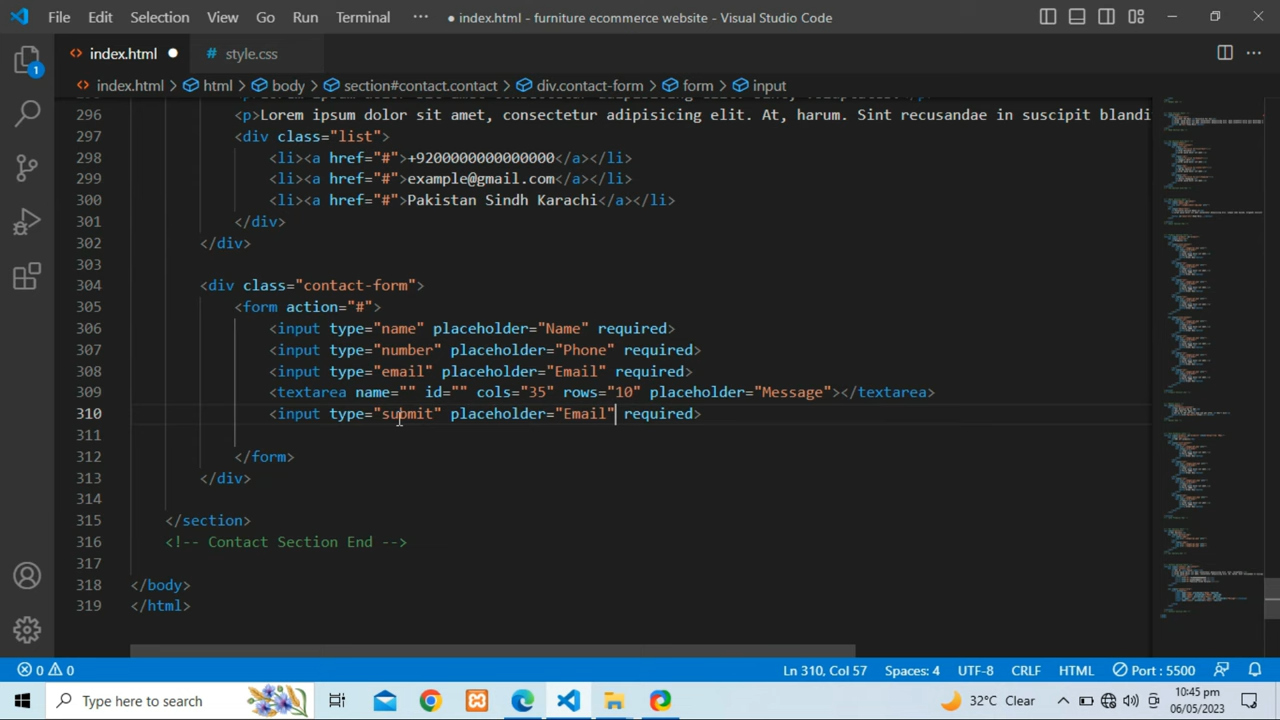 File Edit Selection View Go Run Terminal ··· ● index.html - furniture ecommerce website - Visual Studio Code
index.html ● # style.css
index.html > html > body > section#contact.contact > div.contact-form > form > input
296 <p>Lorem ipsum dolor sit amet, consectetur adipisicing elit. At, harum. Sint recusandae in suscipit blandi
297 <div class="list">
298 <li><a href="#">+9200000000000000</a></li>
299 <li><a href="#">example@gmail.com</a></li>
300 <li><a href="#">Pakistan Sindh Karachi</a></li>
301 </div>
302 </div>
303
304 <div class="contact-form">
305 <form action="#">
306 <input type="name" placeholder="Name" required>
307 <input type="number" placeholder="Phone" required>
308 <input type="email" placeholder="Email" required>
309 <textarea name="" id="" cols="35" rows="10" placeholder="Message"></textarea>
310 <input type="submit" placeholder="Email" required>
311
312 </form>
313 </div>
314
315 </section>
316 <!-- Contact Section End -->
317
318 </body>
319 </html>
1
0 0 Ln 310, Col 57 Spaces: 4 UTF-8 CRLF HTML Port : 5500
Type here to search 32°C Clear 10:45 pm
06/05/2023